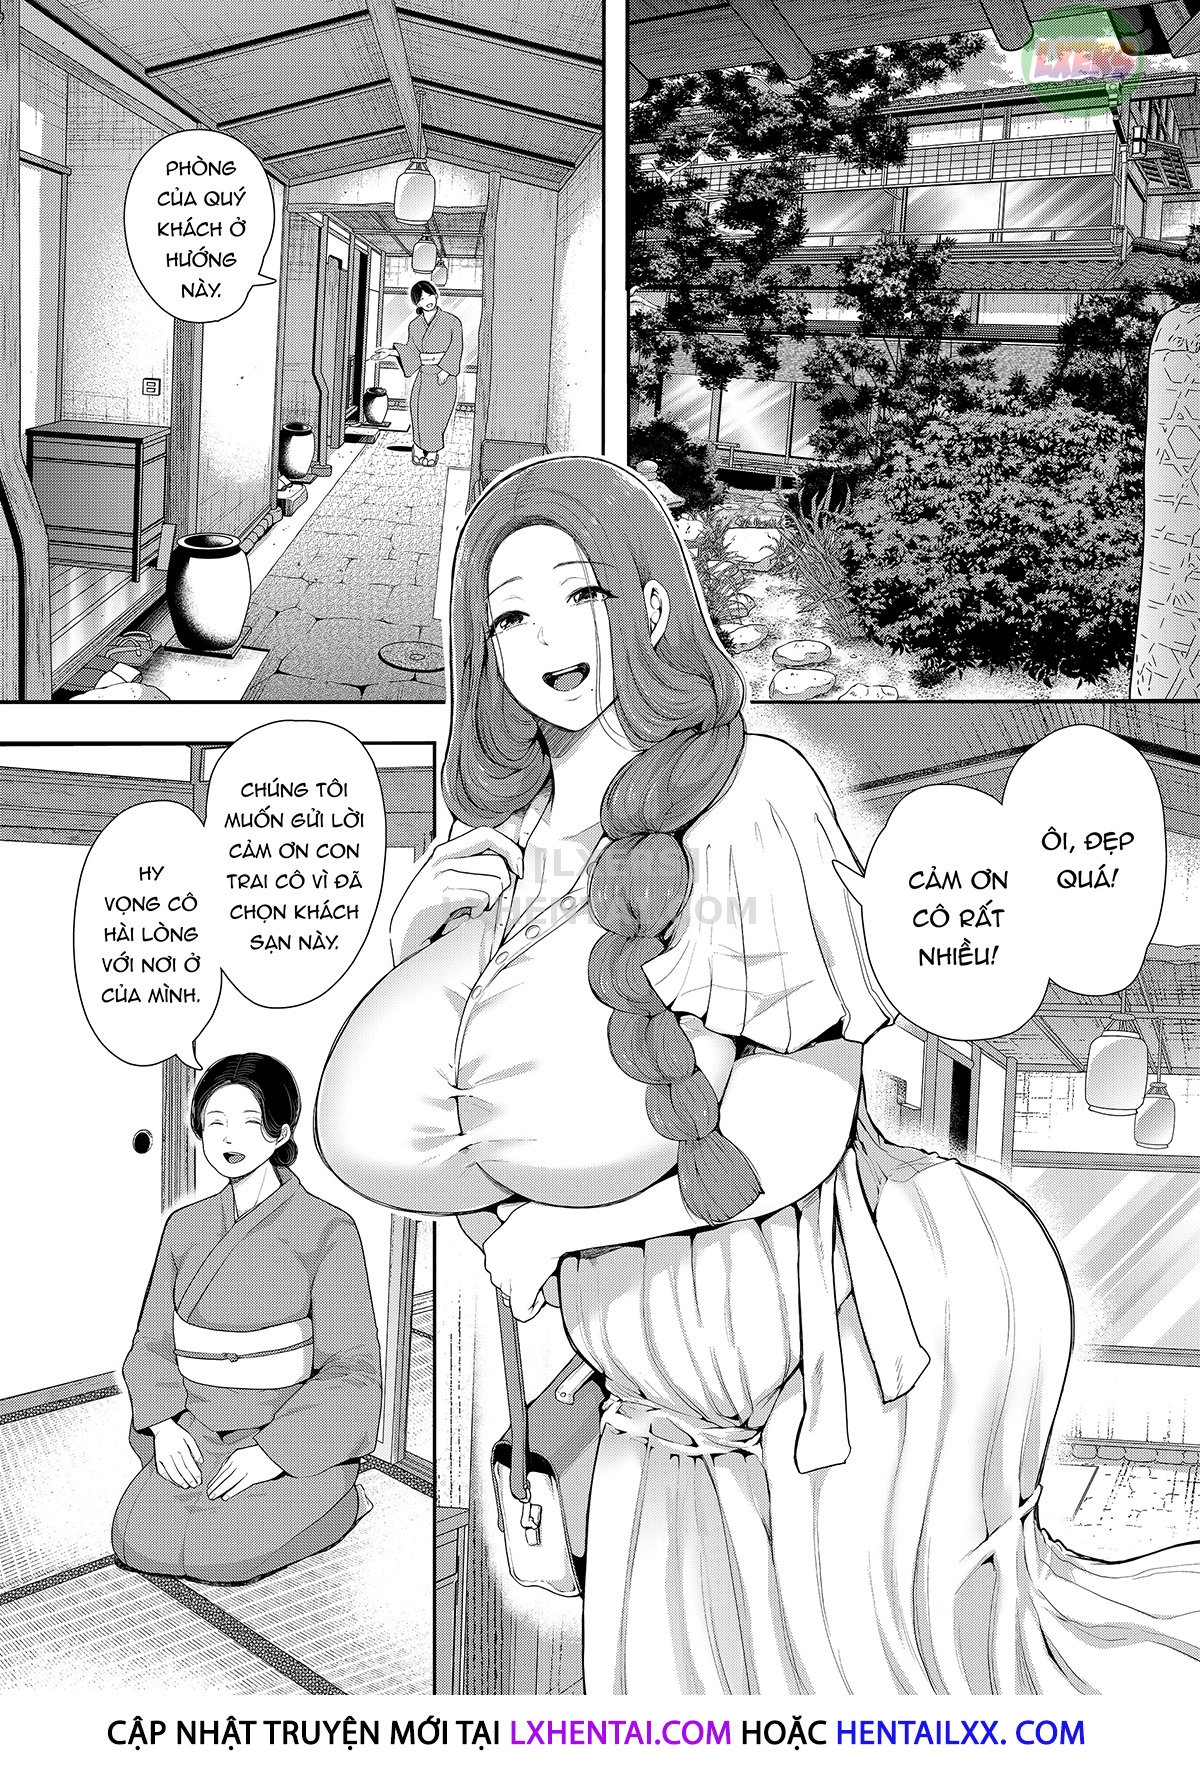 LXERS
PHÒNG
CỦA QUÝ
KHÁCH Ở
HƯỚNG
NÀY.
ÔI, ĐẸP
QUÁ!
CẢM ƠN
CÔ RẤT
NHIỀU!
CHÚNG TÔI
MUỐN GỬI LỜI
CẢM ƠN CON
TRAI CÔ VÌ ĐÃ
CHỌN KHÁCH
SẠN NÀY.
HY
VỌNG CÔ
HÀI LÒNG
VỚI NƠI Ở
CỦA MÌNH.
CẬP NHẬT TRUYỆN MỚI TẠI LXHENTAI.COM HOẶC HENTAILXX. COM